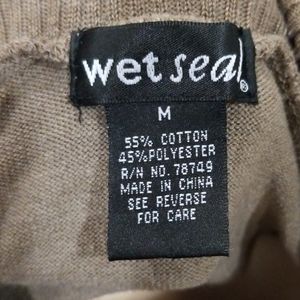 wet seal®
M
55% COTTON
45%POLYESTER
R/N NO. 78749
MADE IN CHINA
SEE REVERSE
FOR CARE